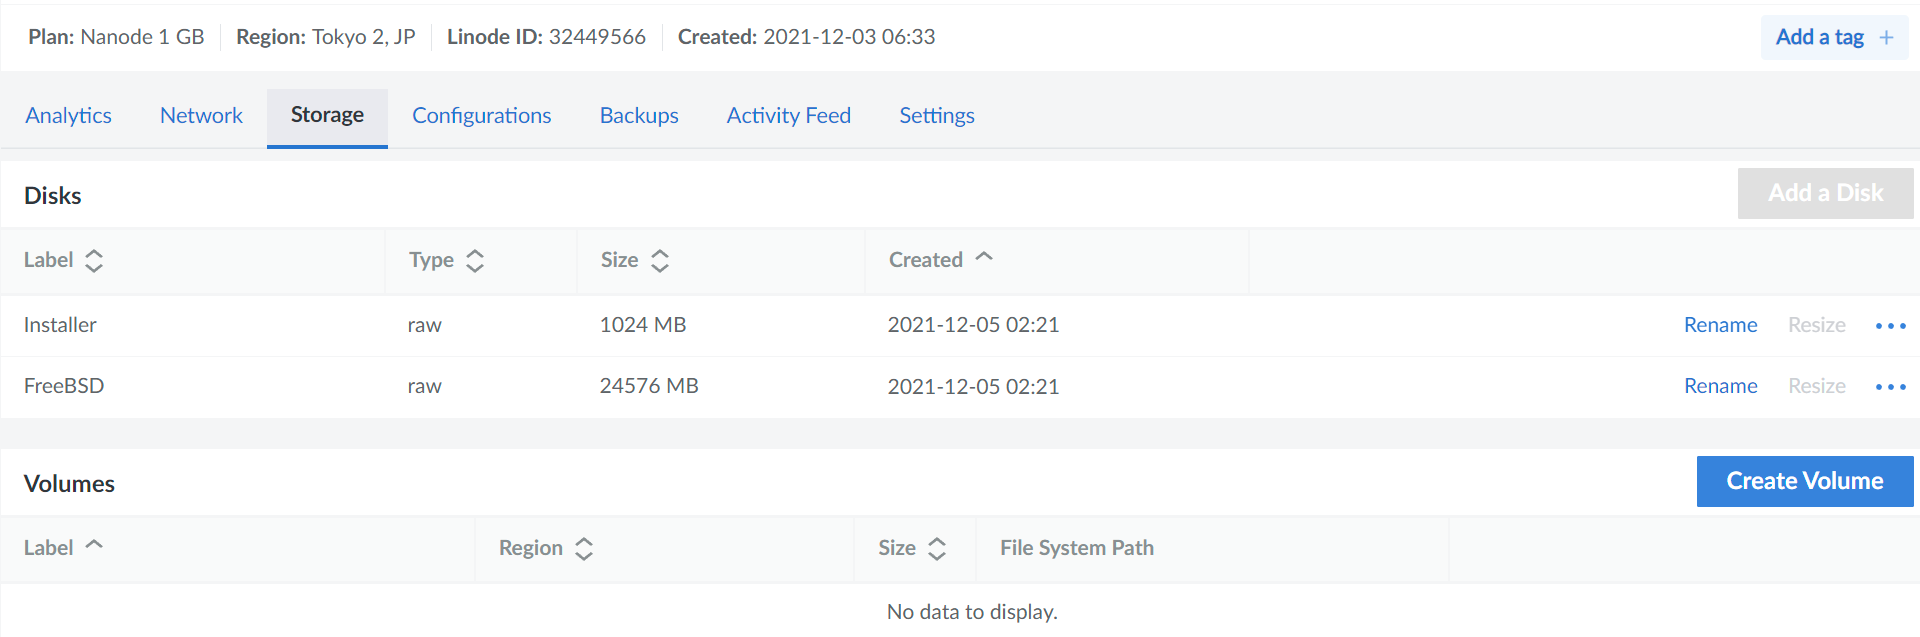 Plan: Nanode 1 GB Region: Tokyo 2, JP Linode ID: 32449566 Created: 2021-12-03 06:33 Add a tag +
Analytics Network Storage Configurations Backups Activity Feed Settings
Disks Add a Disk
Label Type Size Created
Installer raw 1024 MB 2021-12-05 02:21 Rename Resize ...
FreeBSD raw 24576 MB 2021-12-05 02:21 Rename Resize ...
Volumes Create Volume
Label Region Size File System Path
No data to display.